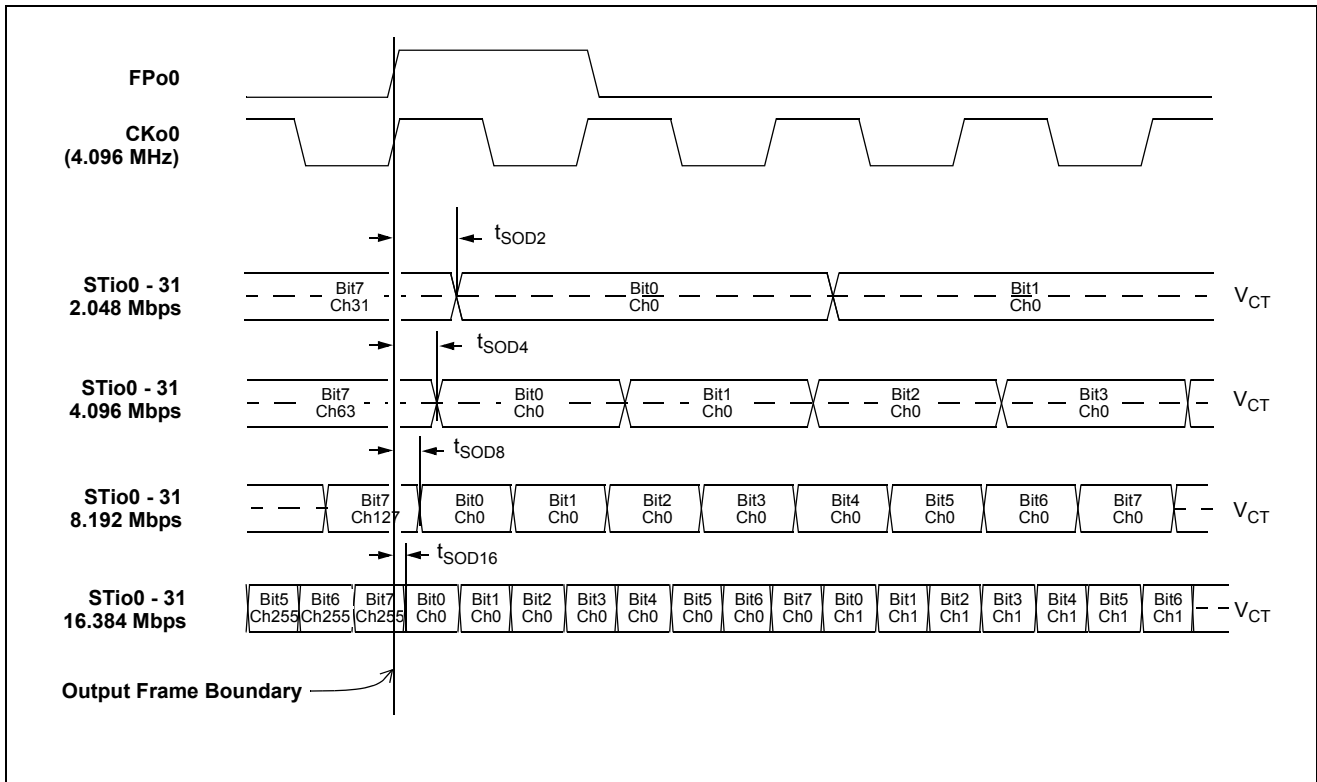 FPo0
CKo0
(4.096 MHz)
tSOD2
STio0 - 31
2.048 Mbps
Bit7
Ch31
Bit0
Ch0
Bit1
Ch0
VCT
tSOD4
STio0 - 31
4.096 Mbps
Bit7
Ch63
Bit0
Ch0
Bit1
Ch0
Bit2
Ch0
Bit3
Ch0
VCT
tSOD8
STio0 - 31
8.192 Mbps
Bit7
Ch127
Bit0
Ch0
Bit1
Ch0
Bit2
Ch0
Bit3
Ch0
Bit4
Ch0
Bit5
Ch0
Bit6
Ch0
Bit7
Ch0
VCT
tSOD16
STio0 - 31
16.384 Mbps
Bit5
Ch255
Bit6
Ch255
Bit7
Ch255
Bit0
Ch0
Bit1
Ch0
Bit2
Ch0
Bit3
Ch0
Bit4
Ch0
Bit5
Ch0
Bit6
Ch0
Bit7
Ch0
Bit0
Ch1
Bit1
Ch1
Bit2
Ch1
Bit3
Ch1
Bit4
Ch1
Bit5
Ch1
Bit6
Ch1
VCT
Output Frame Boundary